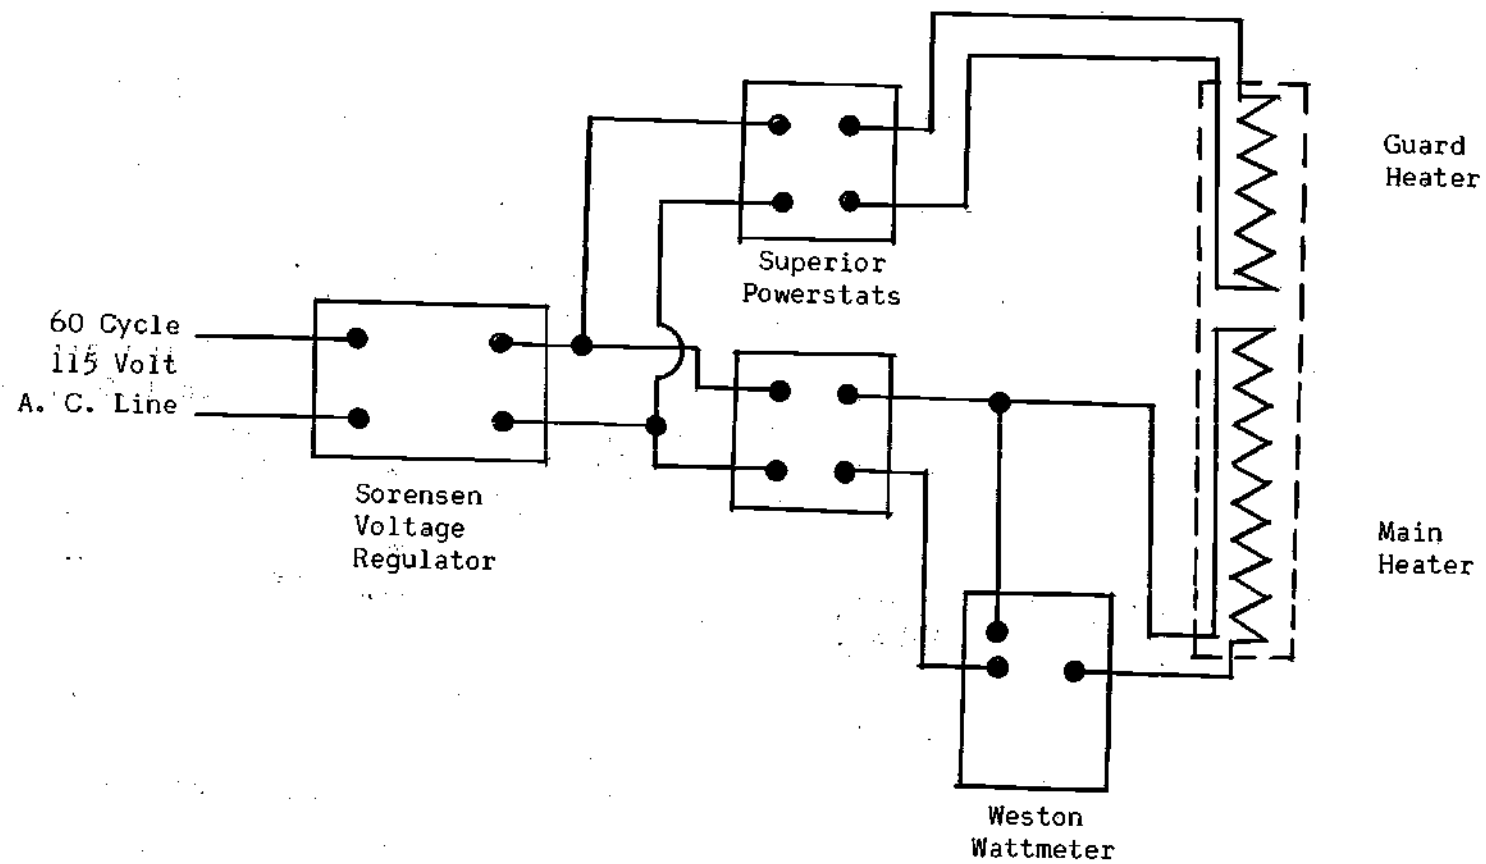 Guard
Heater
Superior
Powerstats
60 Cycle
115 Volt
A. C. Line
Sorensen
Voltage
Regulator
Main
Heater
Weston
Wattmeter